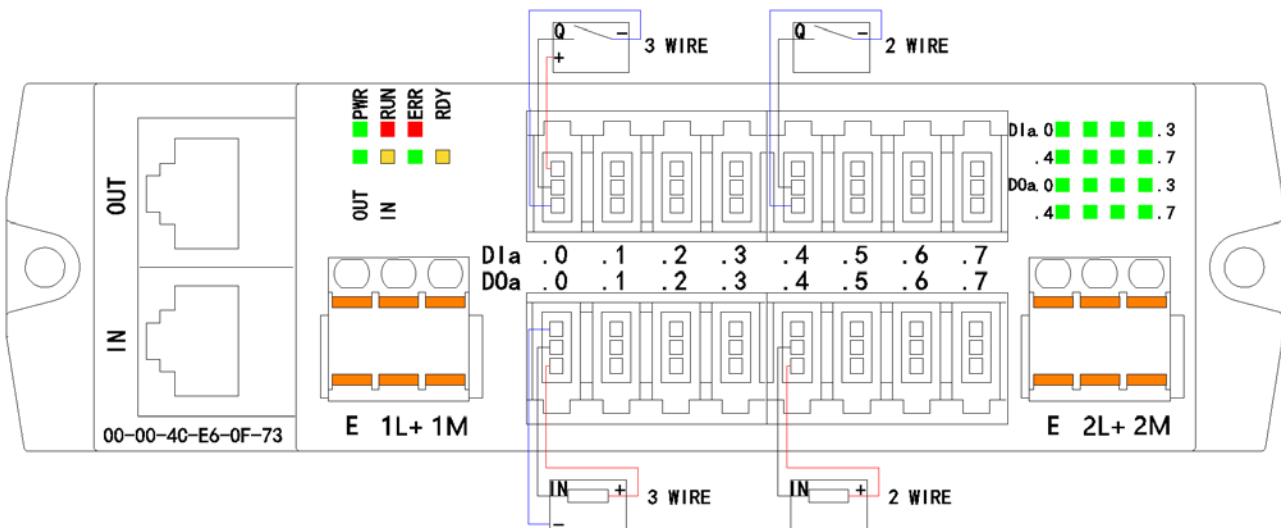 Q - 3 WIRE
+
Q - 2 WIRE
PWR RUN ERR RDY
OUT IN
OUT
IN
DIa.0 .3
.4 .7
DOa.0 .3
.4 .7
DIa .0 .1 .2 .3 .4 .5 .6 .7
DOa .0 .1 .2 .3 .4 .5 .6 .7
E 1L+ 1M
E 2L+ 2M
00-00-4C-E6-0F-73
IN + 3 WIRE
-
IN + 2 WIRE